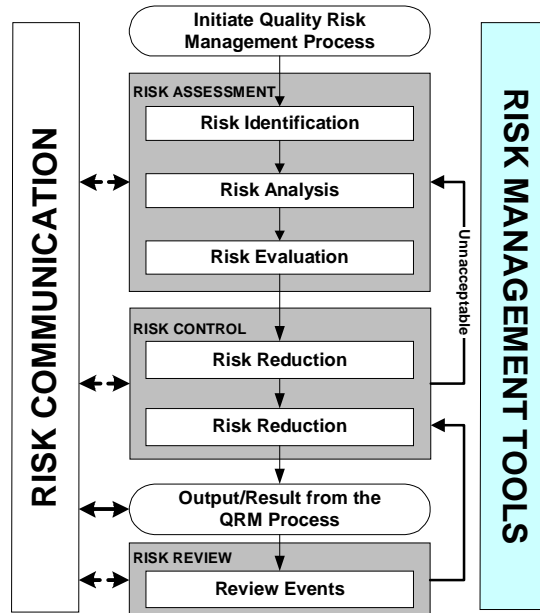 Initiate Quality Risk
Management Process
RISK COMMUNICATION
RISK ASSESSMENT
Risk Identification
Risk Analysis
Risk Evaluation
Unnacceptable
RISK CONTROL
Risk Reduction
Risk Reduction
Output/Result from the
QRM Process
RISK REVIEW
Review Events
RISK MANAGEMENT TOOLS